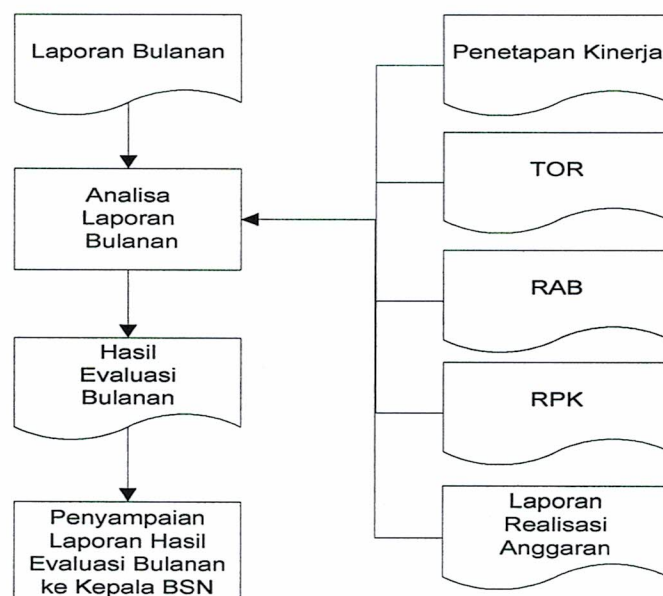 Laporan Bulanan
Analisa
Laporan
Bulanan
Hasil
Evaluasi
Bulanan
Penyampaian
Laporan Hasil
Evaluasi Bulanan
ke Kepala BSN
Penetapan Kinerja
TOR
RAB
RPK
Laporan
Realisasi
Anggaran